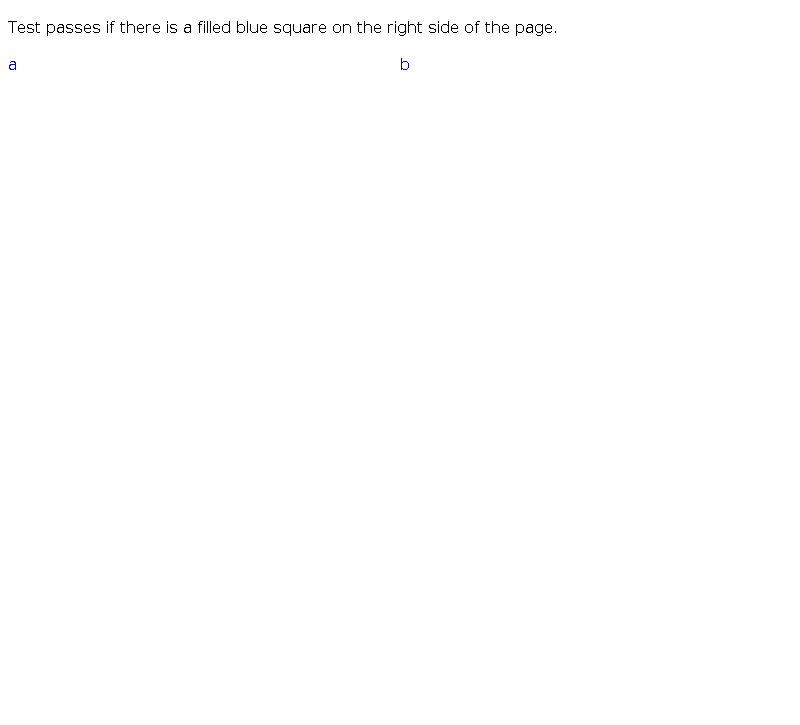 Test passes if there is a filled blue square on the right side of the page.
a b